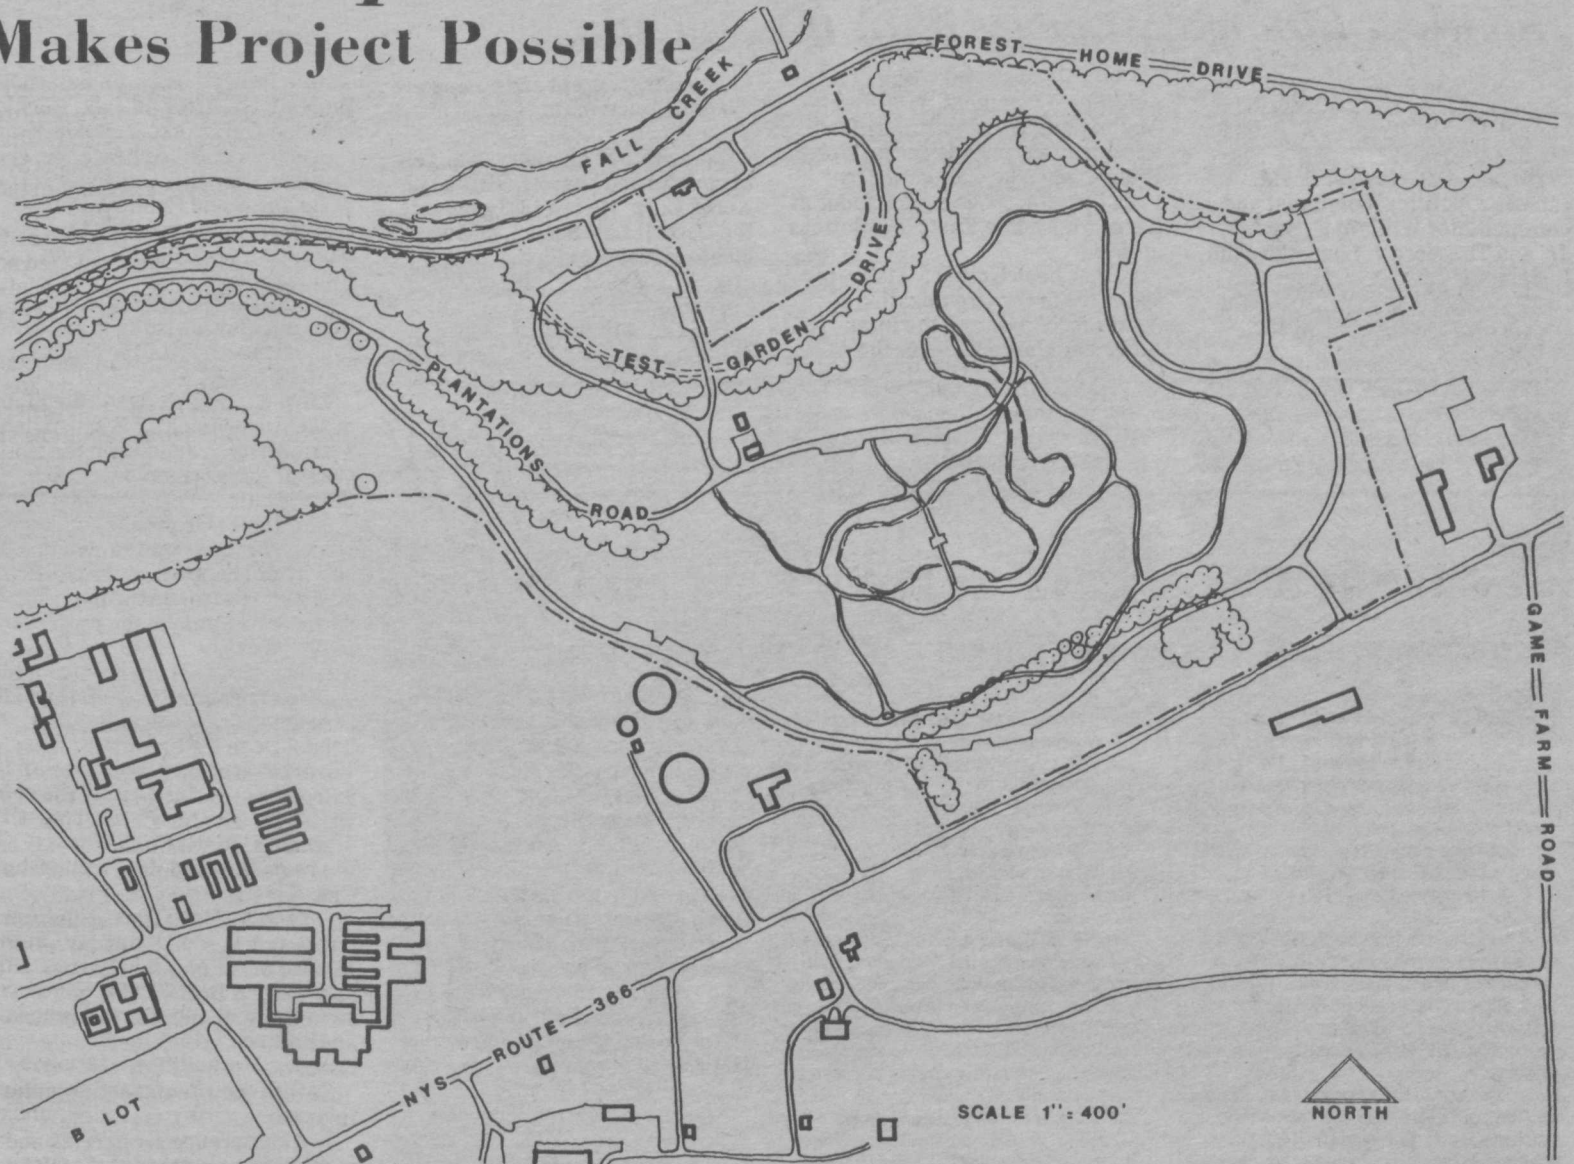 Makes Project Possible
FOREST HOME DRIVE
FALL CREEK
TEST GARDEN DRIVE
PLANTATIONS ROAD
GAME FARM ROAD
NYS ROUTE 366
B LOT
SCALE 1": 400'
NORTH